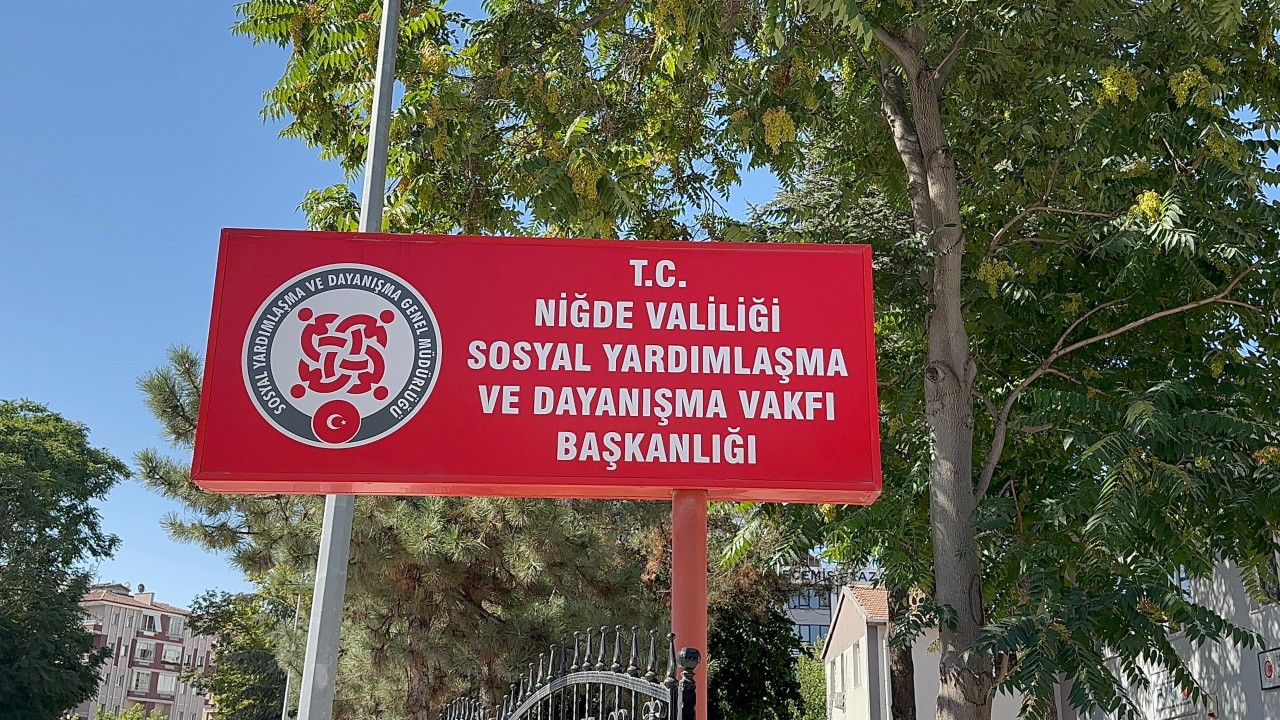 T.C.
NİĞDE VALİLİĞİ
SOSYAL YARDIMLAŞMA
VE DAYANIŞMA VAKFI
BAŞKANLIĞI
SOSYAL YARDIMLAŞMA VE DAYANIŞMA GENEL MÜDÜRLÜĞÜ